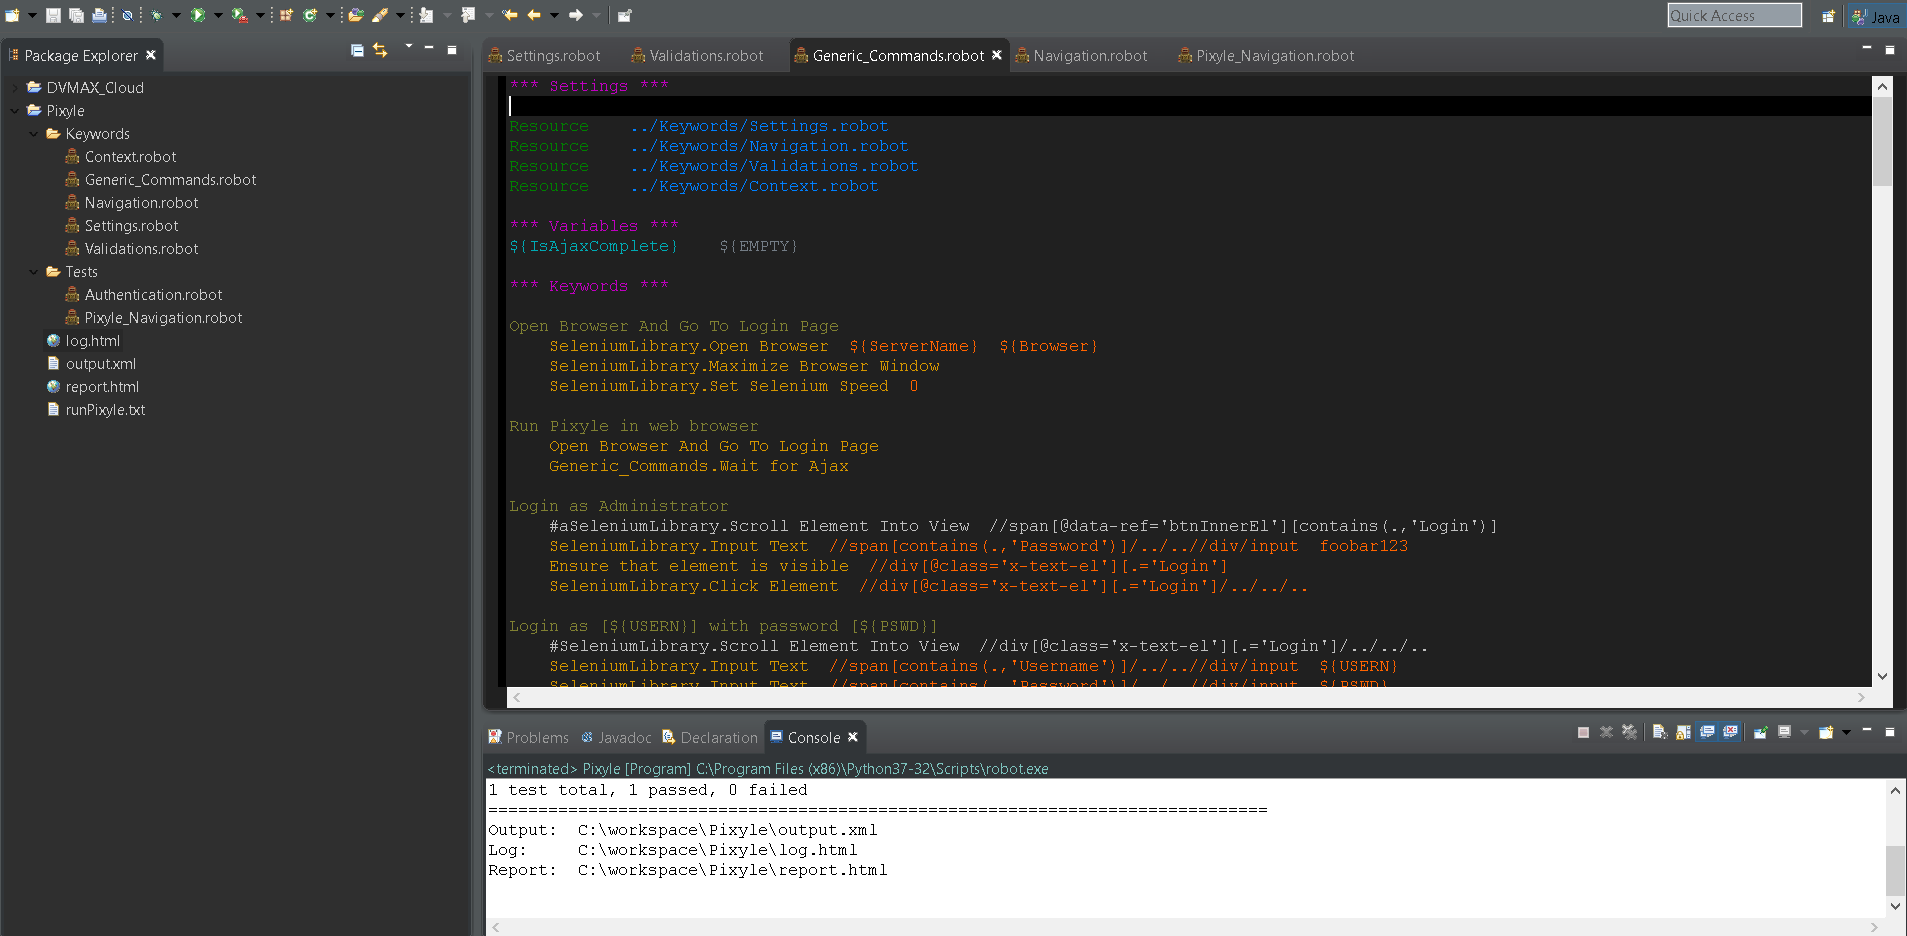 Quick Access
Java
Package Explorer
DVMAX_Cloud
Pixyle
Keywords
Context.robot
Generic_Commands.robot
Navigation.robot
Settings.robot
Validations.robot
Tests
Authentication.robot
Pixyle_Navigation.robot
log.html
output.xml
report.html
runPixyle.txt
Settings.robot Validations.robot Generic_Commands.robot Navigation.robot Pixyle_Navigation.robot
*** Settings ***
Resource    ../Keywords/Settings.robot
Resource    ../Keywords/Navigation.robot
Resource    ../Keywords/Validations.robot
Resource    ../Keywords/Context.robot
*** Variables ***
${IsAjaxComplete}    ${EMPTY}
*** Keywords ***
Open Browser And Go To Login Page
    SeleniumLibrary.Open Browser  ${ServerName}  ${Browser}
    SeleniumLibrary.Maximize Browser Window
    SeleniumLibrary.Set Selenium Speed  0
Run Pixyle in web browser
    Open Browser And Go To Login Page
    Generic_Commands.Wait for Ajax
Login as Administrator
    #aSeleniumLibrary.Scroll Element Into View  //span[@data-ref='btnInnerEl'][contains(.,'Login')]
    SeleniumLibrary.Input Text  //span[contains(.,'Password')]/../..//div/input  foobar123
    Ensure that element is visible  //div[@class='x-text-el'][.='Login']
    SeleniumLibrary.Click Element  //div[@class='x-text-el'][.='Login']/../../..
Login as [${USERN}] with password [${PSWD}]
    #SeleniumLibrary.Scroll Element Into View  //div[@class='x-text-el'][.='Login']/../../..
    SeleniumLibrary.Input Text  //span[contains(.,'Username')]/../..//div/input  ${USERN}
    SeleniumLibrary.Input Text  //span[contains(.,'Password')]/../..//div/input  ${PSWD}
Problems Javadoc Declaration Console
<terminated> Pixyle [Program] C:\Program Files (x86)\Python37-32\Scripts\robot.exe
1 test total, 1 passed, 0 failed
==============================================================================
Output:  C:\workspace\Pixyle\output.xml
Log:     C:\workspace\Pixyle\log.html
Report:  C:\workspace\Pixyle\report.html